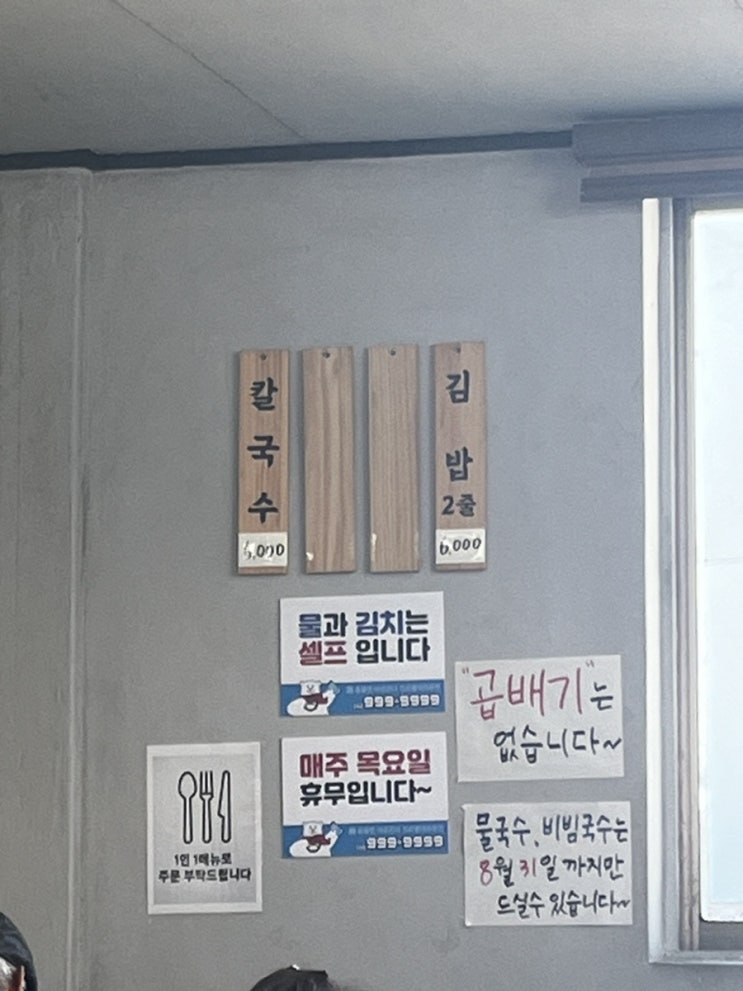 칼국수
김밥
2줄
6,000
물과 김치는
셀프 입니다
999-9999
매주 목요일
휴무입니다~
999-9999
"곱배기"는
없습니다~
물국수, 비빔국수는
8월 31일 까지만
드실수 있습니다~
1인 1메뉴로
주문 부탁드립니다